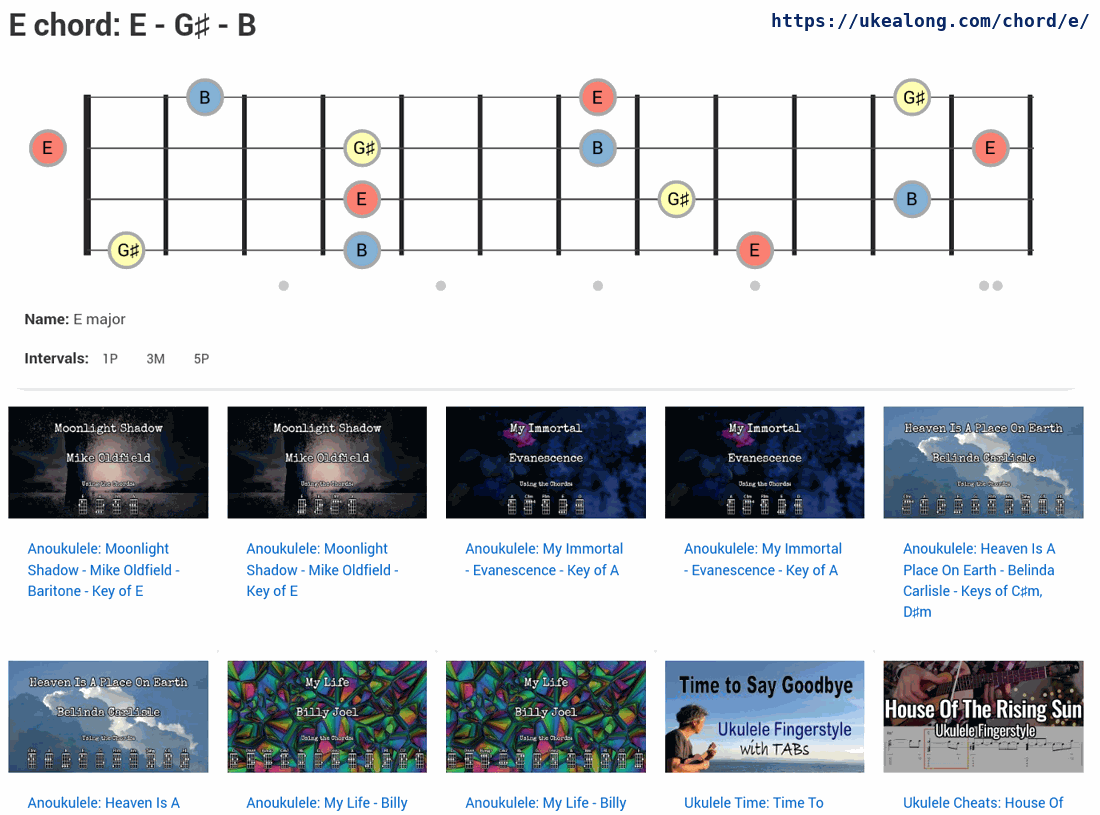 E chord: E - G♯ - B
https://ukealong.com/chord/e/
B
E
G♯
E
G♯
B
E
E
G♯
B
G♯
B
E
Name: E major
Intervals: 1P 3M 5P
Moonlight Shadow
Mike Oldfield
Using the Chords:
Moonlight Shadow
Mike Oldfield
Using the Chords:
My Immortal
Evanescence
Using the Chords:
My Immortal
Evanescence
Using the Chords:
Heaven Is A Place On Earth
Belinda Carlisle
Using the Chords:
Anoukulele: Moonlight
Shadow - Mike Oldfield -
Baritone - Key of E
Anoukulele: Moonlight
Shadow - Mike Oldfield -
Key of E
Anoukulele: My Immortal
- Evanescence - Key of A
Anoukulele: My Immortal
- Evanescence - Key of A
Anoukulele: Heaven Is A
Place On Earth - Belinda
Carlisle - Keys of C♯m,
D♯m
Heaven Is A Place On Earth
Belinda Carlisle
Using the Chords:
My Life
Billy Joel
Using the Chords:
My Life
Billy Joel
Using the Chords:
Time to Say Goodbye
Ukulele Fingerstyle
with TABs
House Of The Rising Sun
Ukulele Fingerstyle
Anoukulele: Heaven Is A
Anoukulele: My Life - Billy
Anoukulele: My Life - Billy
Ukulele Time: Time To
Ukulele Cheats: House Of